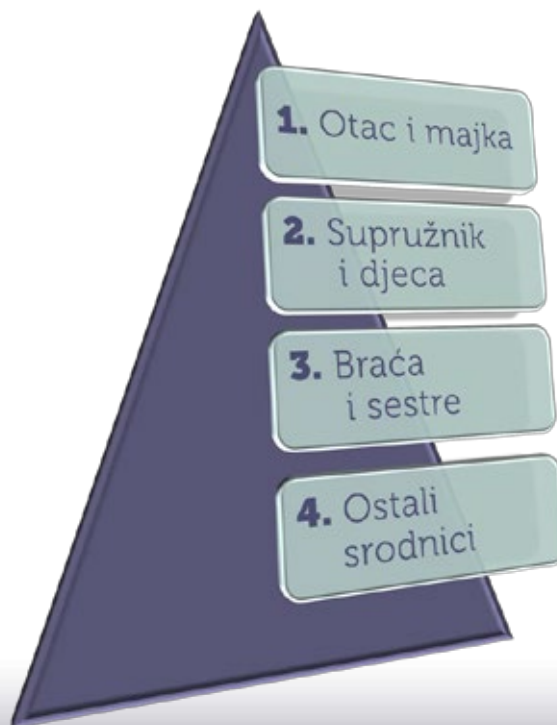 1. Otac i majka
2. Supružnik
i djeca
3. Braća
i sestre
4. Ostali
srodnici